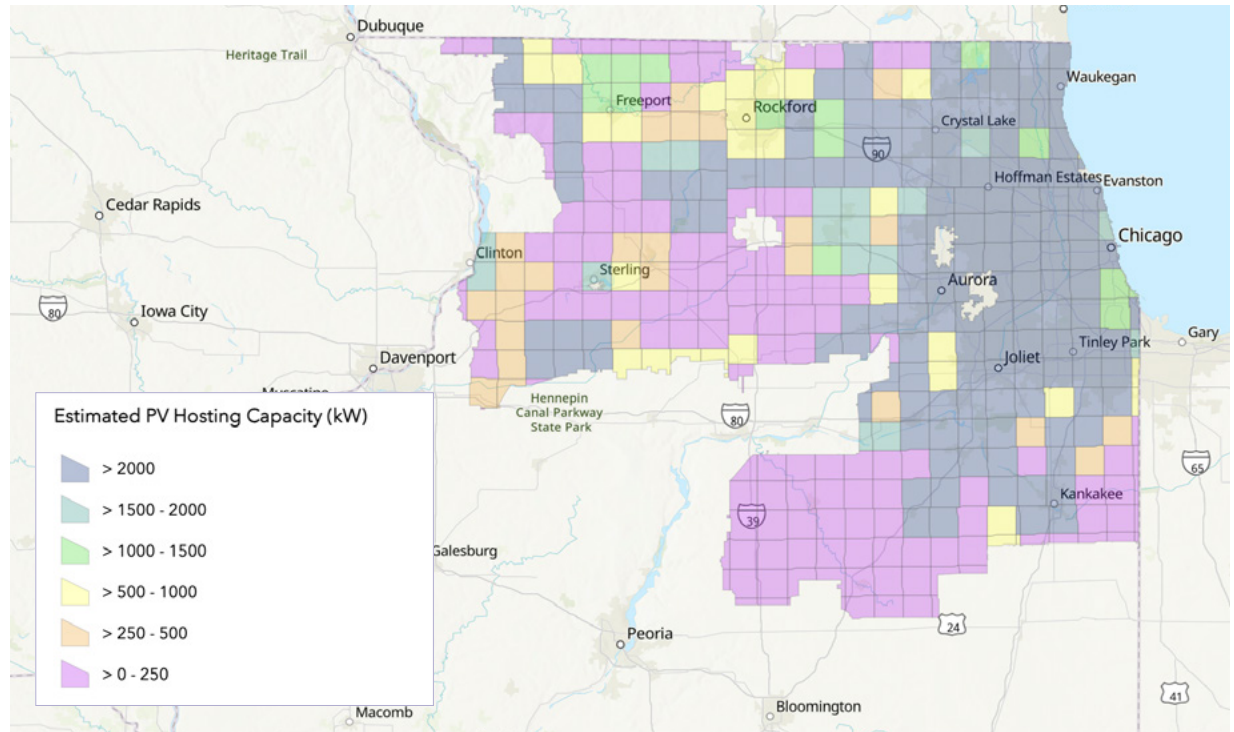 Dubuque
Heritage Trail
Waukegan
Freeport
Rockford
Crystal Lake
90
Hoffman Estates
Evanston
Cedar Rapids
Chicago
Clinton
Sterling
Aurora
80
Iowa City
Gary
Davenport
Tinley Park
Joliet
Muscatine
Hennepin
Canal Parkway
State Park
80
65
Kankakee
39
Galesburg
24
Peoria
41
Bloomington
Macomb
Estimated PV Hosting Capacity (kW)
> 2000
> 1500 - 2000
> 1000 - 1500
> 500 - 1000
> 250 - 500
> 0 - 250